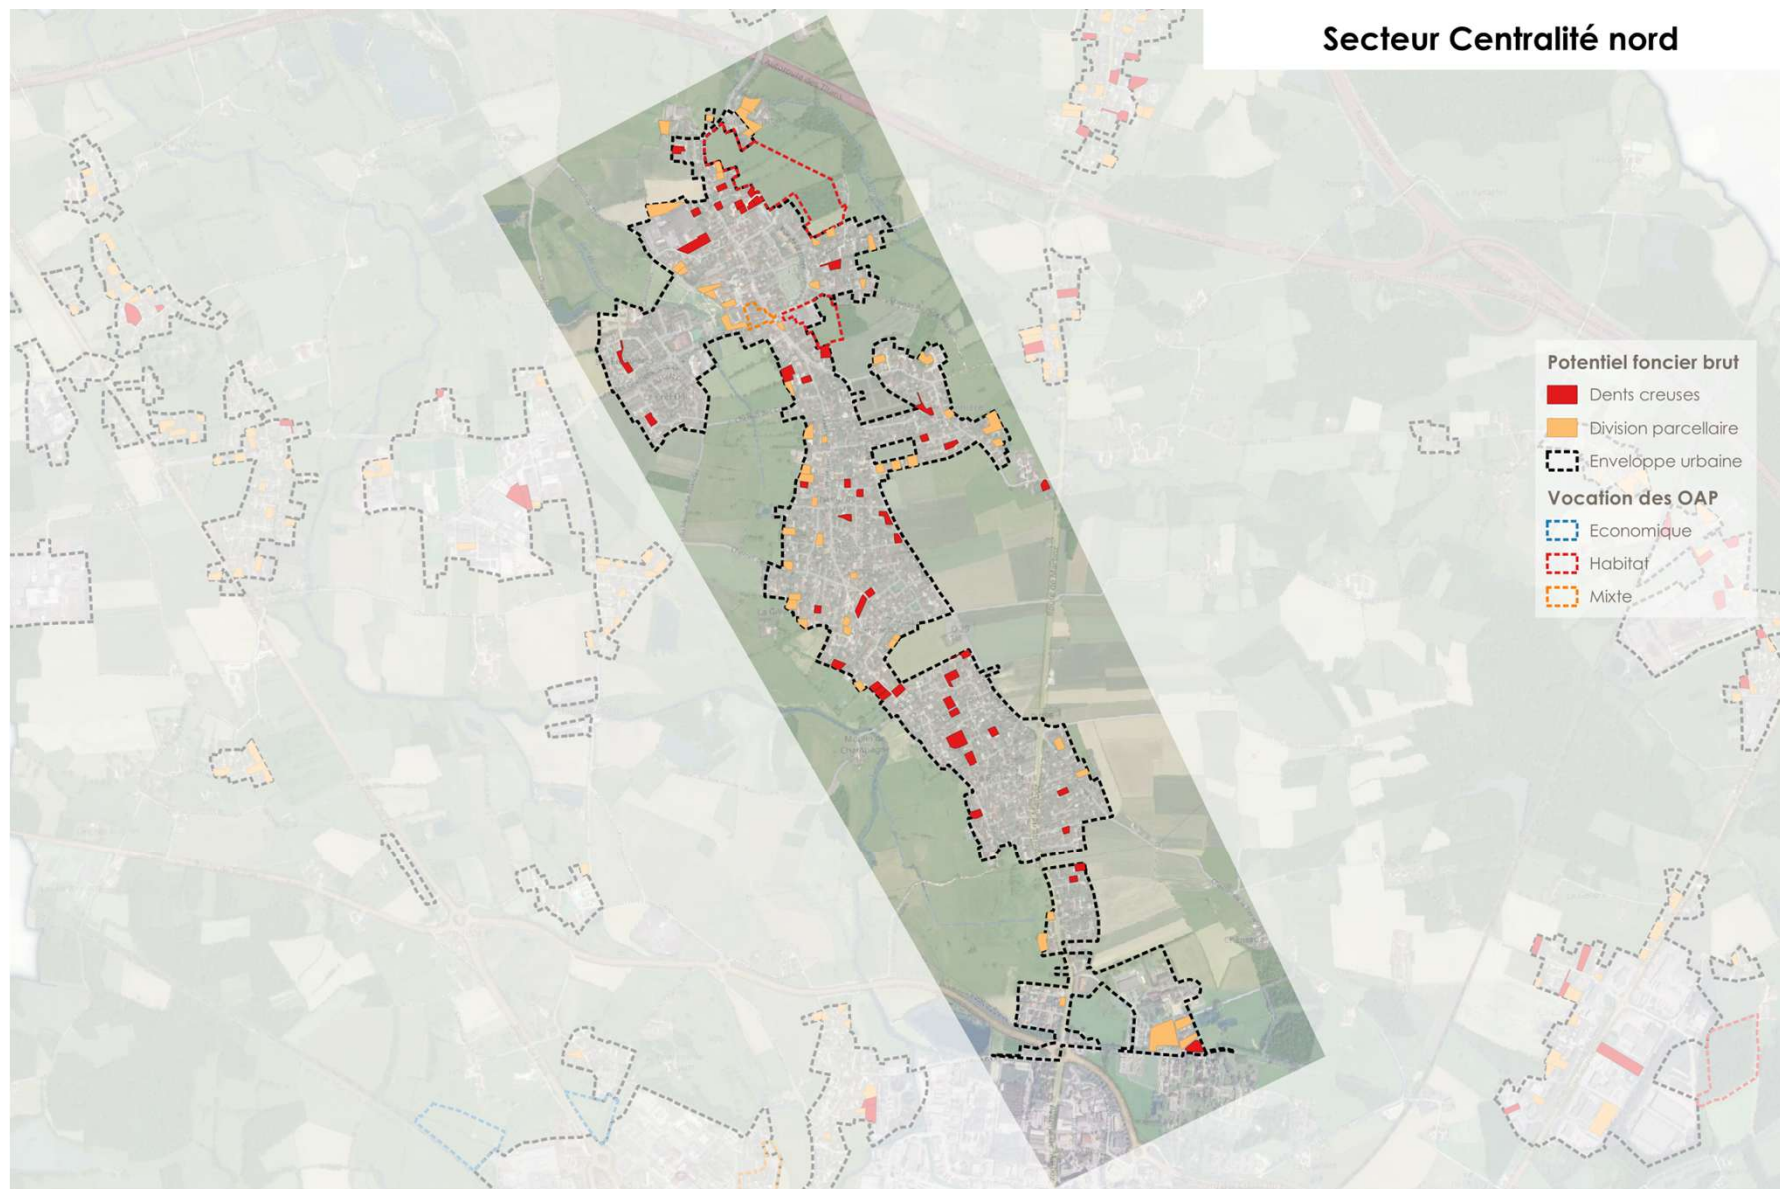 Secteur Centralité nord
Potentiel foncier brut
Dents creuses
Division parcellaire
Enveloppe urbaine
Vocation des OAP
Economique
Habitat
Mixte